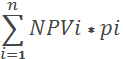 n
∑ NPVi * pi
i=1